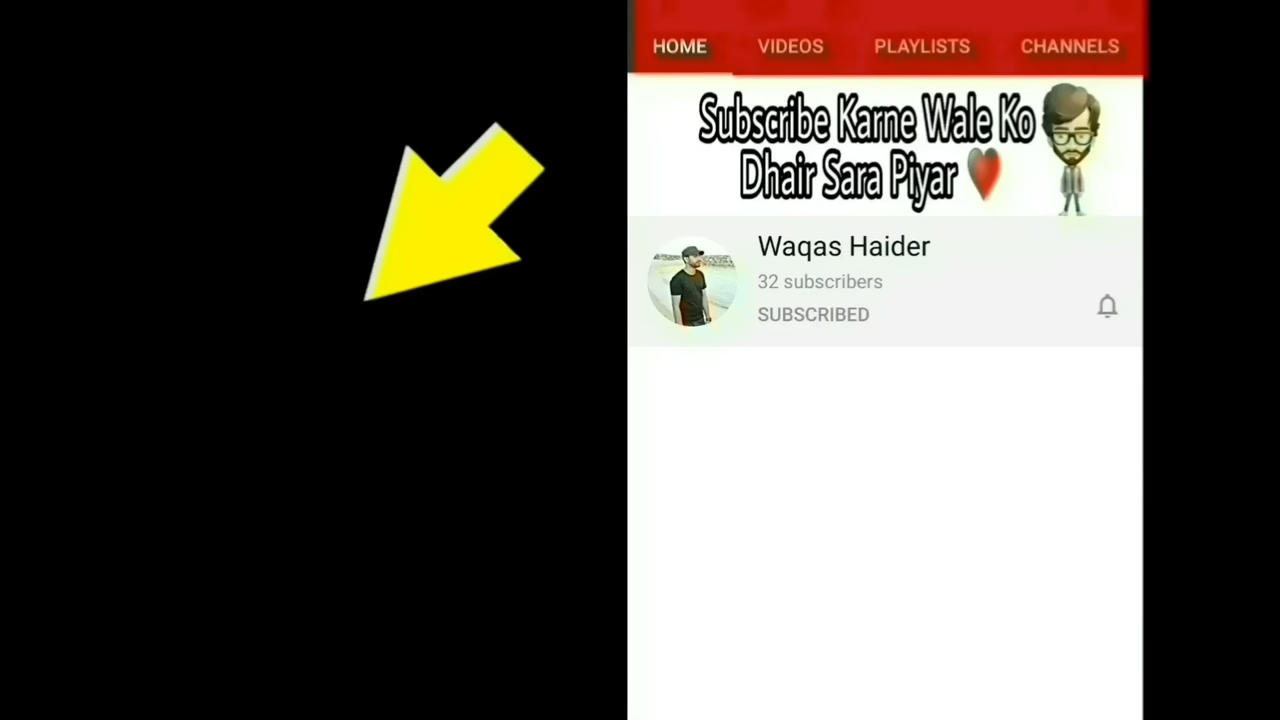 HOME VIDEOS PLAYLISTS CHANNELS
Subscribe Karne Wale Ko
Dhair Sara Piyar
Waqas Haider
32 subscribers
SUBSCRIBED